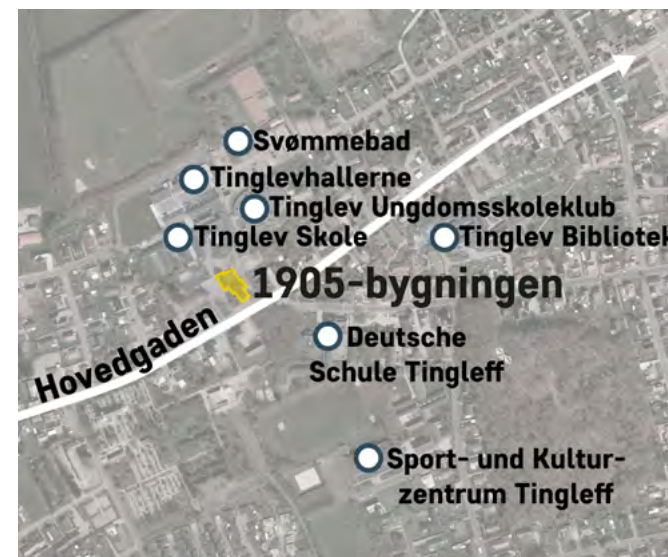 Svømmebad
Tinglevhallerne
Tinglev Ungdomsskoleklub
Tinglev Skole
Tinglev Bibliotek
1905-bygningen
Hovedgaden
Deutsche
Schule Tingleff
Sport- und Kultur-
zentrum Tingleff